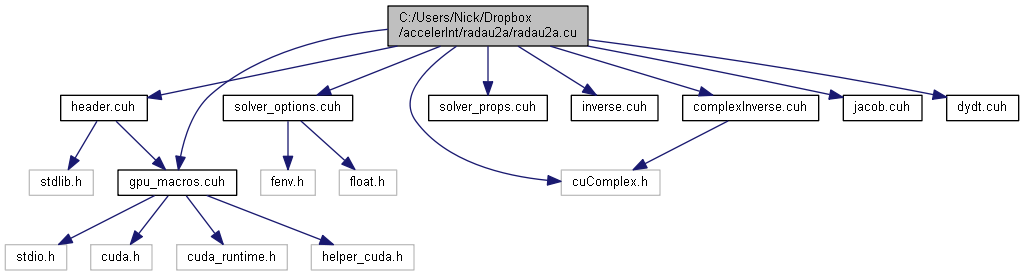 C:/Users/Nick/Dropbox
/accelerInt/radau2a/radau2a.cu
header.cuh
solver_options.cuh
solver_props.cuh
inverse.cuh
complexInverse.cuh
jacob.cuh
dydt.cuh
stdlib.h
gpu_macros.cuh
fenv.h
float.h
cuComplex.h
stdio.h
cuda.h
cuda_runtime.h
helper_cuda.h